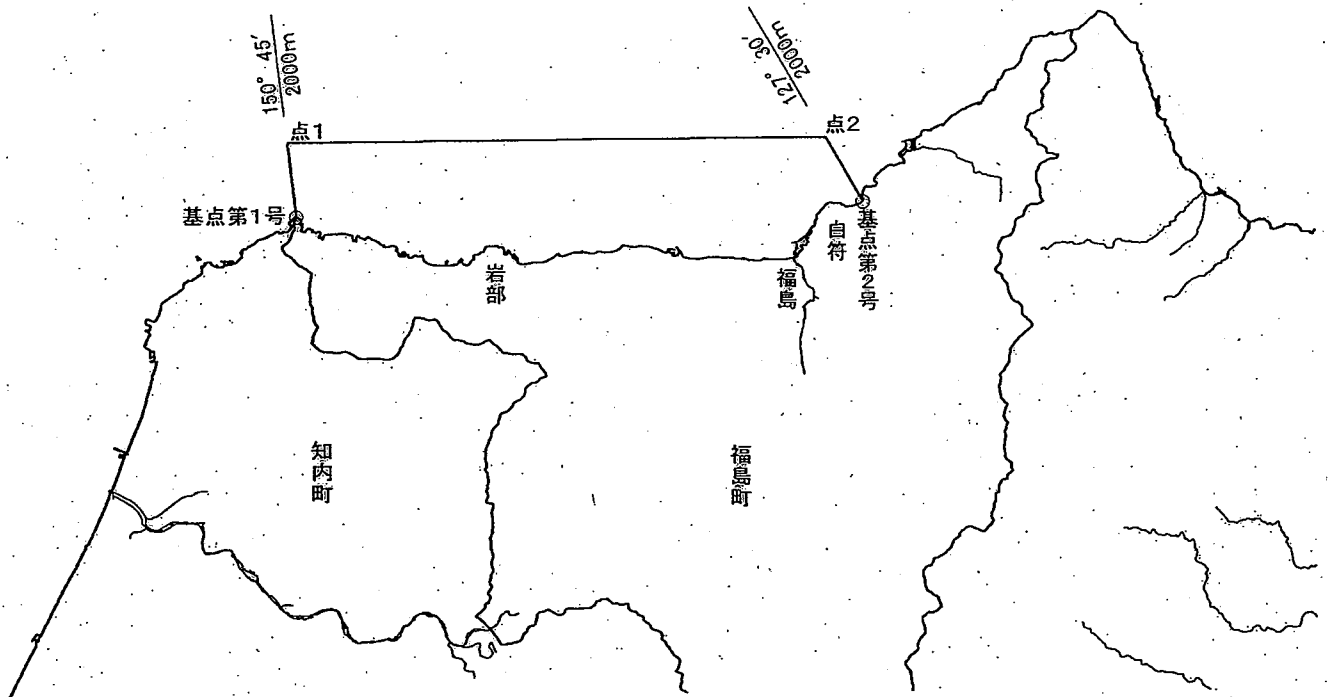 150° 45′
2000m
127° 30′
2000m
点1
点2
基点第1号
基点第2号
自符
岩部
福島
知内町
福島町